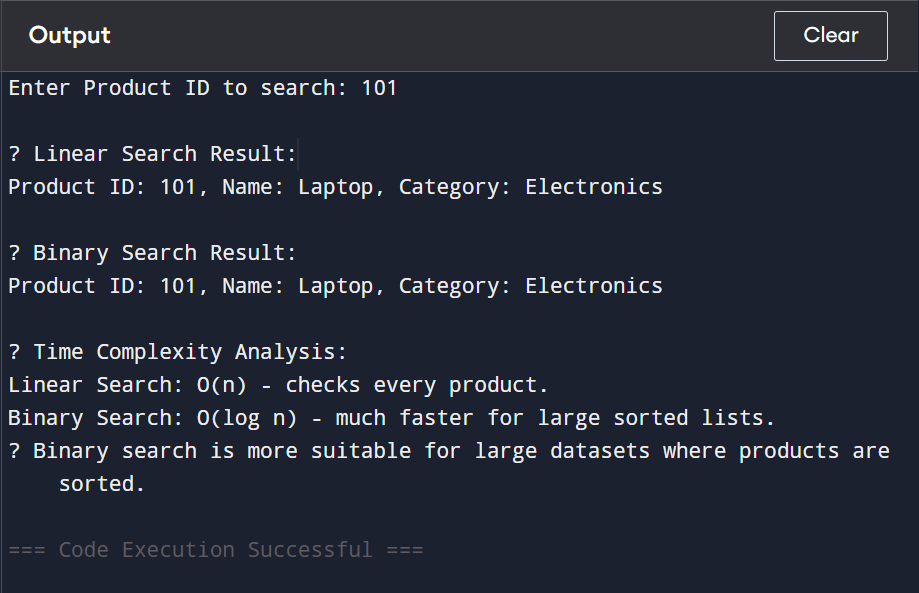 Output
Clear
Enter Product ID to search: 101
? Linear Search Result:
Product ID: 101, Name: Laptop, Category: Electronics
? Binary Search Result:
Product ID: 101, Name: Laptop, Category: Electronics
? Time Complexity Analysis:
Linear Search: O(n) - checks every product.
Binary Search: O(log n) - much faster for large sorted lists.
? Binary search is more suitable for large datasets where products are
sorted.
=== Code Execution Successful ===